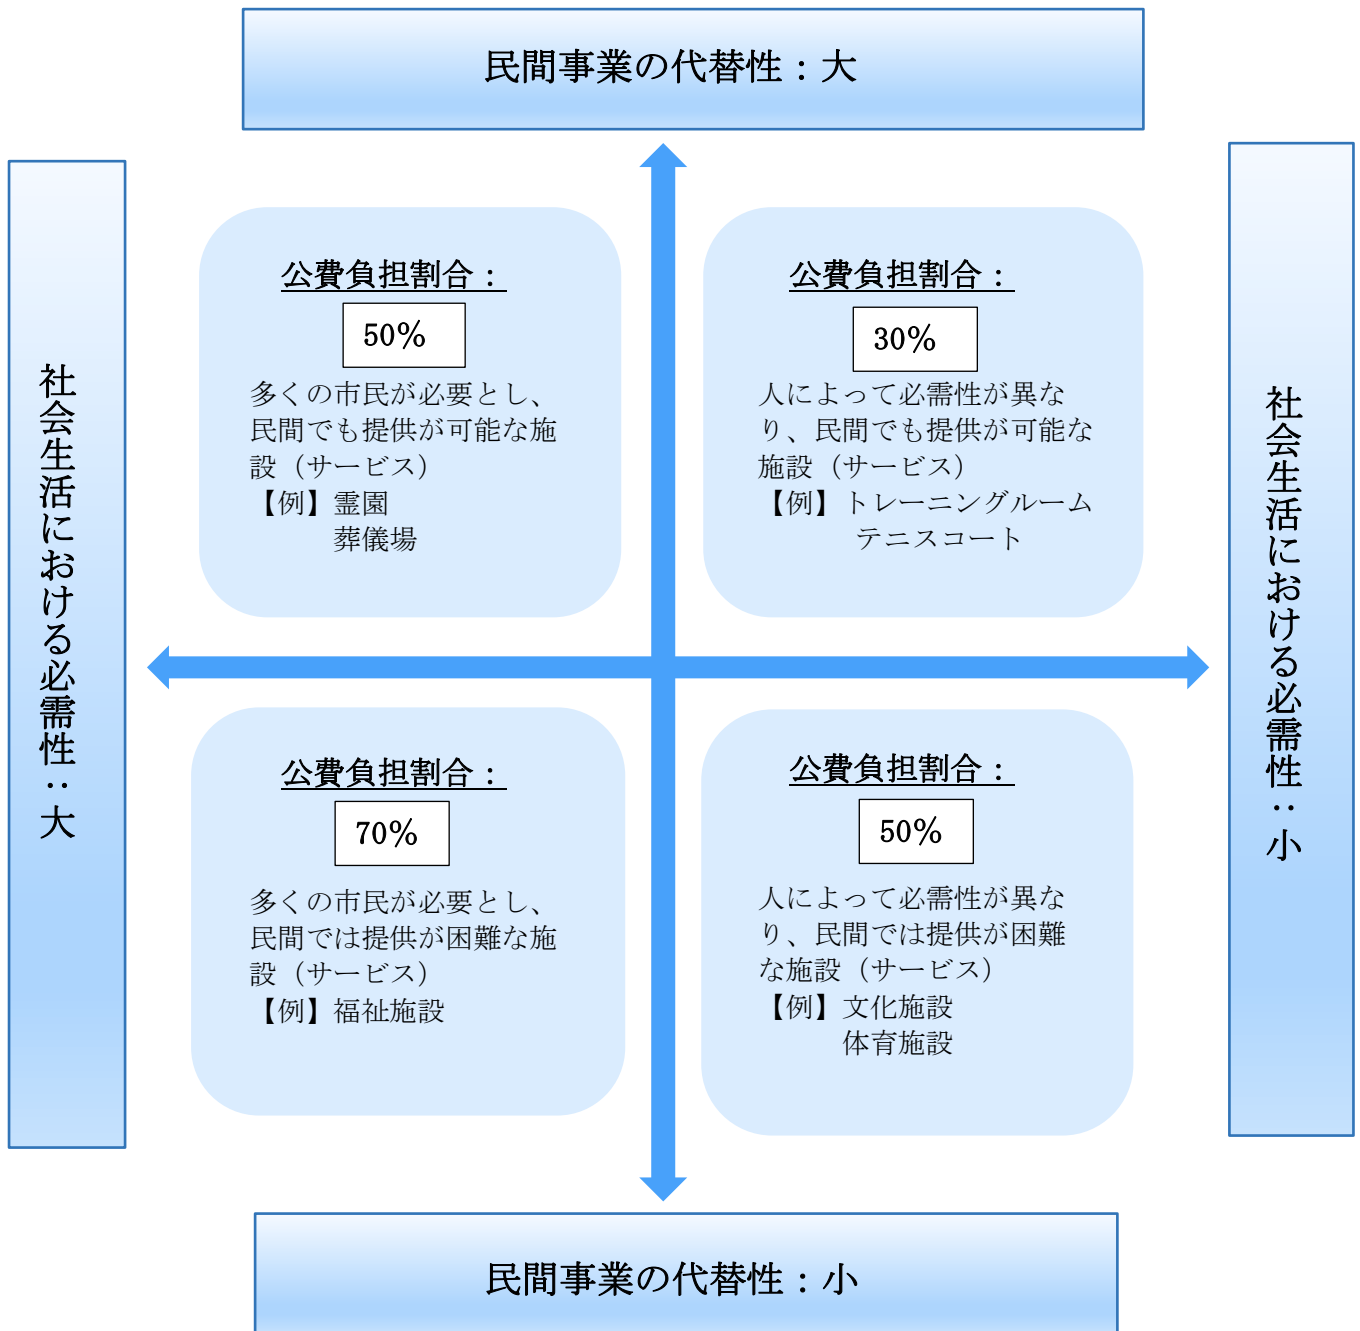 民間事業の代替性：大
社会生活における必需性：大
公費負担割合：
50%
多くの市民が必要とし、
民間でも提供が可能な施
設（サービス）
【例】霊園
葬儀場
公費負担割合：
30%
人によって必需性が異な
り、民間でも提供が可能な
施設（サービス）
【例】トレーニングルーム
テニスコート
社会生活における必需性：小
公費負担割合：
70%
多くの市民が必要とし、
民間では提供が困難な施
設（サービス）
【例】福祉施設
公費負担割合：
50%
人によって必需性が異な
り、民間では提供が困難
な施設（サービス）
【例】文化施設
体育施設
民間事業の代替性：小